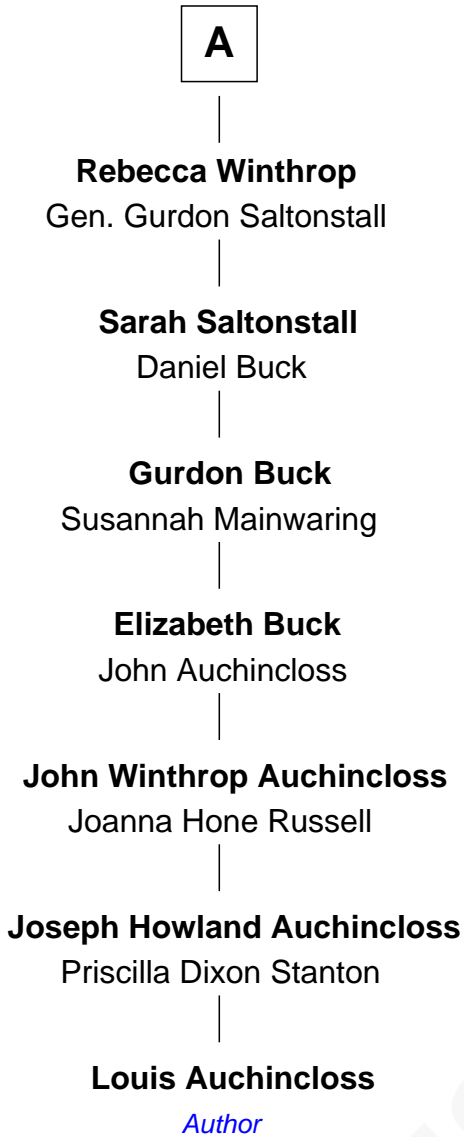 A
Rebecca Winthrop
Gen. Gurdon Saltonstall
Sarah Saltonstall
Daniel Buck
Gurdon Buck
Susannah Mainwaring
Elizabeth Buck
John Auchincloss
John Winthrop Auchincloss
Joanna Hone Russell
Joseph Howland Auchincloss
Priscilla Dixon Stanton
Louis Auchincloss
Author